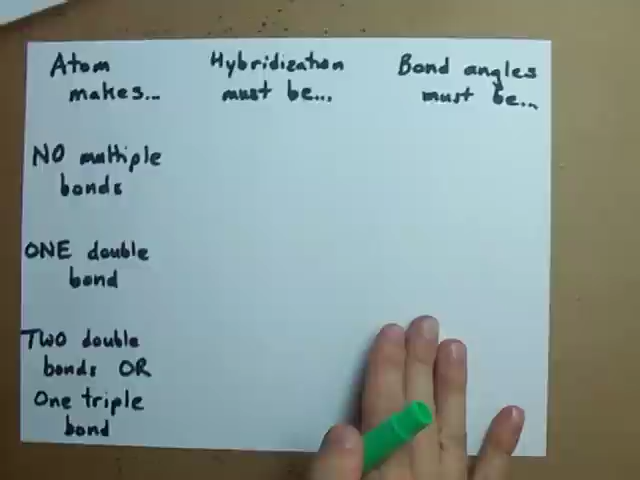 Atom
makes...
Hybridization
must be...
Bond angles
must be...
NO multiple
bonds
ONE double
bond
TWO double
bonds OR
One triple
bond